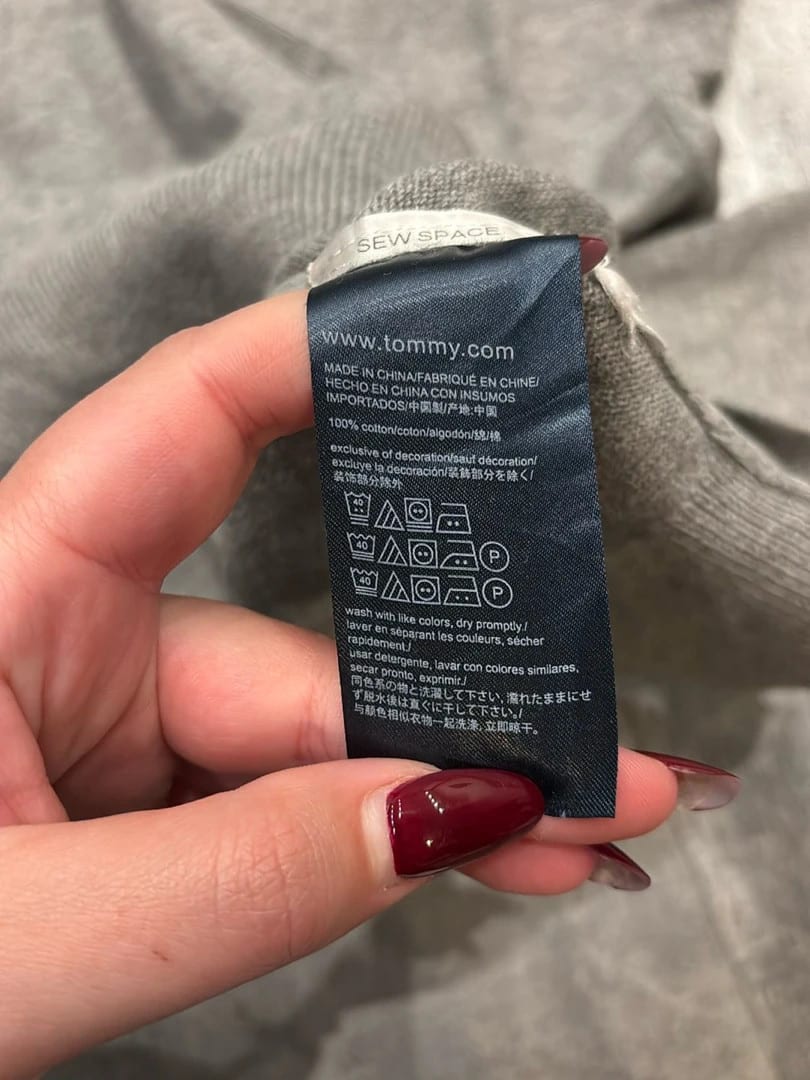 SEW SPACE
www.tommy.com
MADE IN CHINA/FABRIQUÉ EN CHINE/
HECHO EN CHINA CON INSUMOS
IMPORTADOS/中国製/产地:中国
100% cotton/coton/algodón/綿/棉
exclusive of decoration/sauf décoration/
excluye la decoración/装飾部分を除く/
装饰部分除外
40
40 P
40 P
wash with like colors, dry promptly./
laver en séparant les couleurs, sécher
rapidement./
usar detergente, lavar con colores similares,
secar pronto, exprimir./
同色系の物と洗濯して下さい, 濡れたままにせ
ず脱水後は直ぐに干して下さい。/
与颜色相似衣物一起洗涤, 立即晾干。